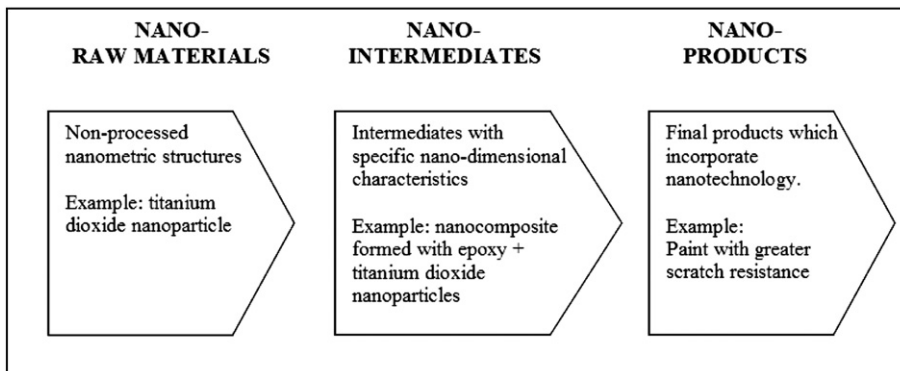 NANO-
RAW MATERIALS
Non-processed
nanometric structures
Example: titanium
dioxide nanoparticle
NANO-
INTERMEDIATES
Intermediates with
specific nano-dimensional
characteristics
Example: nanocomposite
formed with epoxy +
titanium dioxide
nanoparticles
NANO-
PRODUCTS
Final products which
incorporate
nanotechnology.
Example:
Paint with greater
scratch resistance